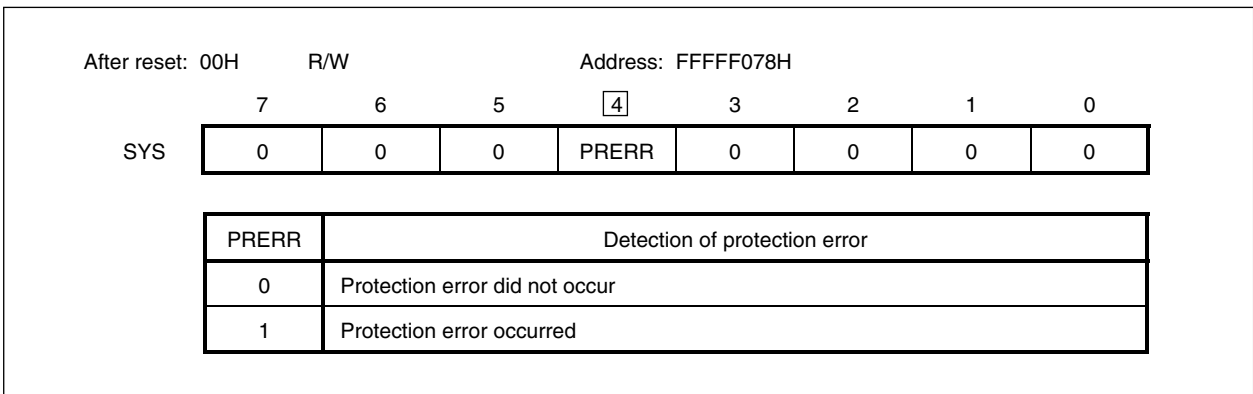 After reset: 00H R/W Address: FFFFF078H
7 6 5 4 3 2 1 0
SYS 0 0 0 PRERR 0 0 0 0
PRERR Detection of protection error
0 Protection error did not occur
1 Protection error occurred